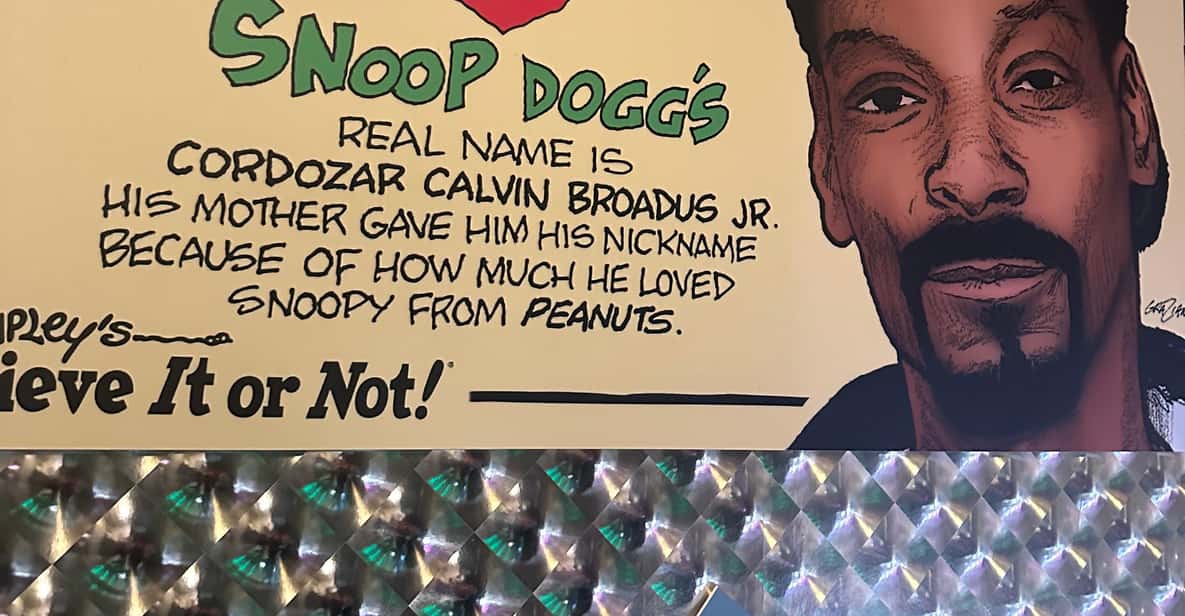 SNOOP DOGG'S
REAL NAME IS
CORDOZAR CALVIN BROADUS JR.
HIS MOTHER GAVE HIM HIS NICKNAME
BECAUSE OF HOW MUCH HE LOVED
SNOOPY FROM PEANUTS.
ipley's
ieve It or Not!